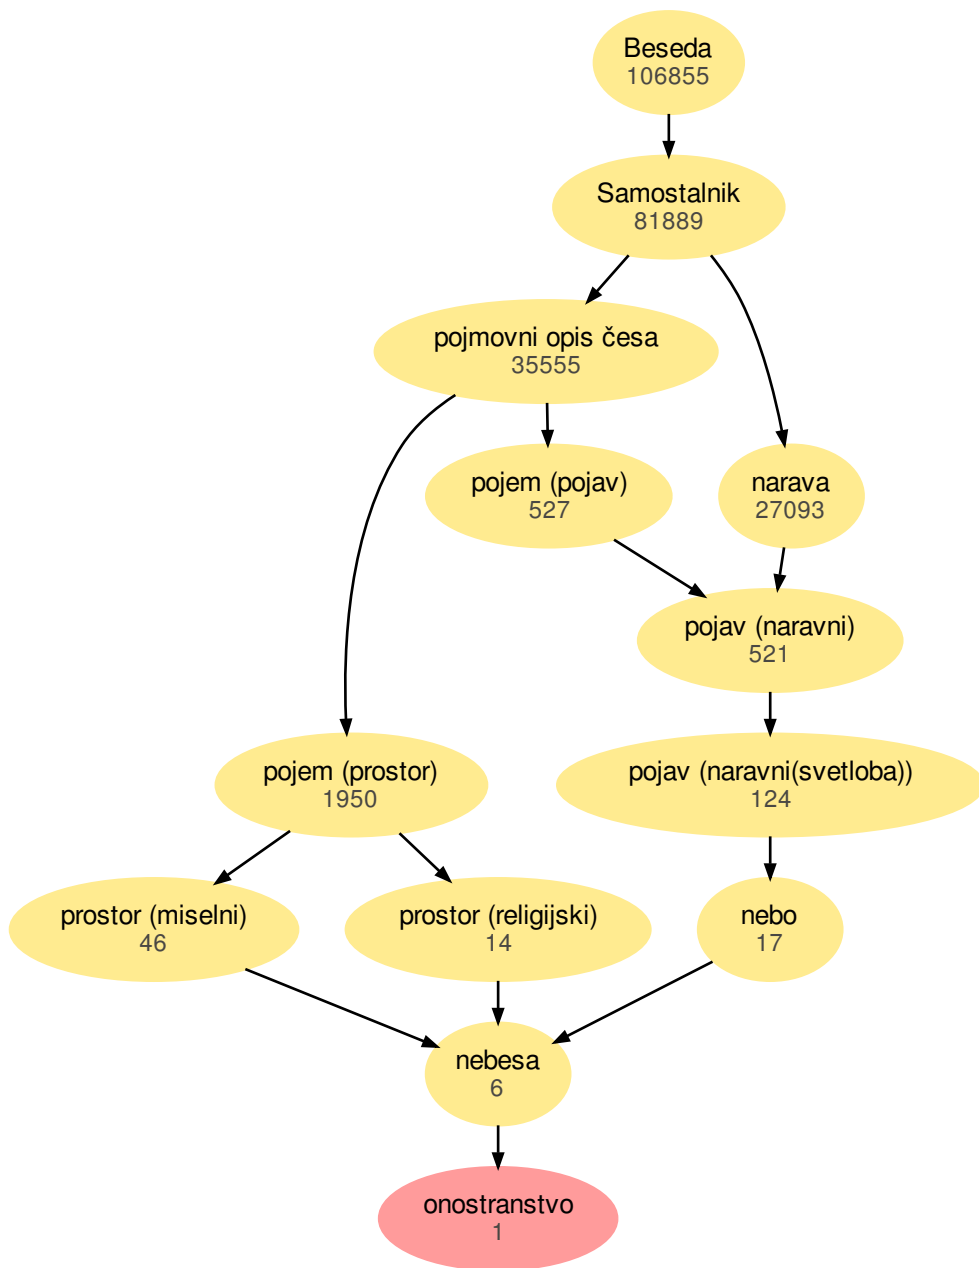 Beseda
106855
Samostalnik
81889
pojmovni opis česa
35555
pojem (pojav)
527
narava
27093
pojav (naravni)
521
pojem (prostor)
1950
pojav (naravni(svetloba))
124
prostor (miselni)
46
prostor (religijski)
14
nebo
17
nebesa
6
onostranstvo
1